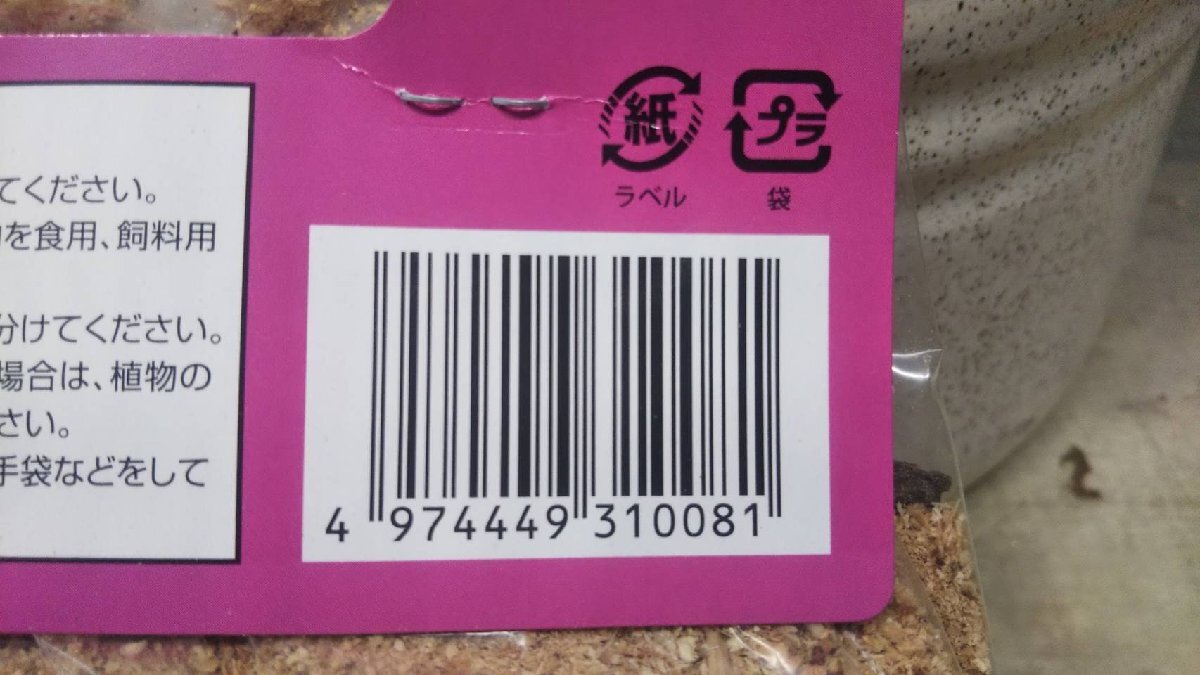 紙
プラ
ラベル
袋
てください。
を食用、飼料用
分けてください。
場合は、植物の
さい。
手袋などをして
4 974449 310081